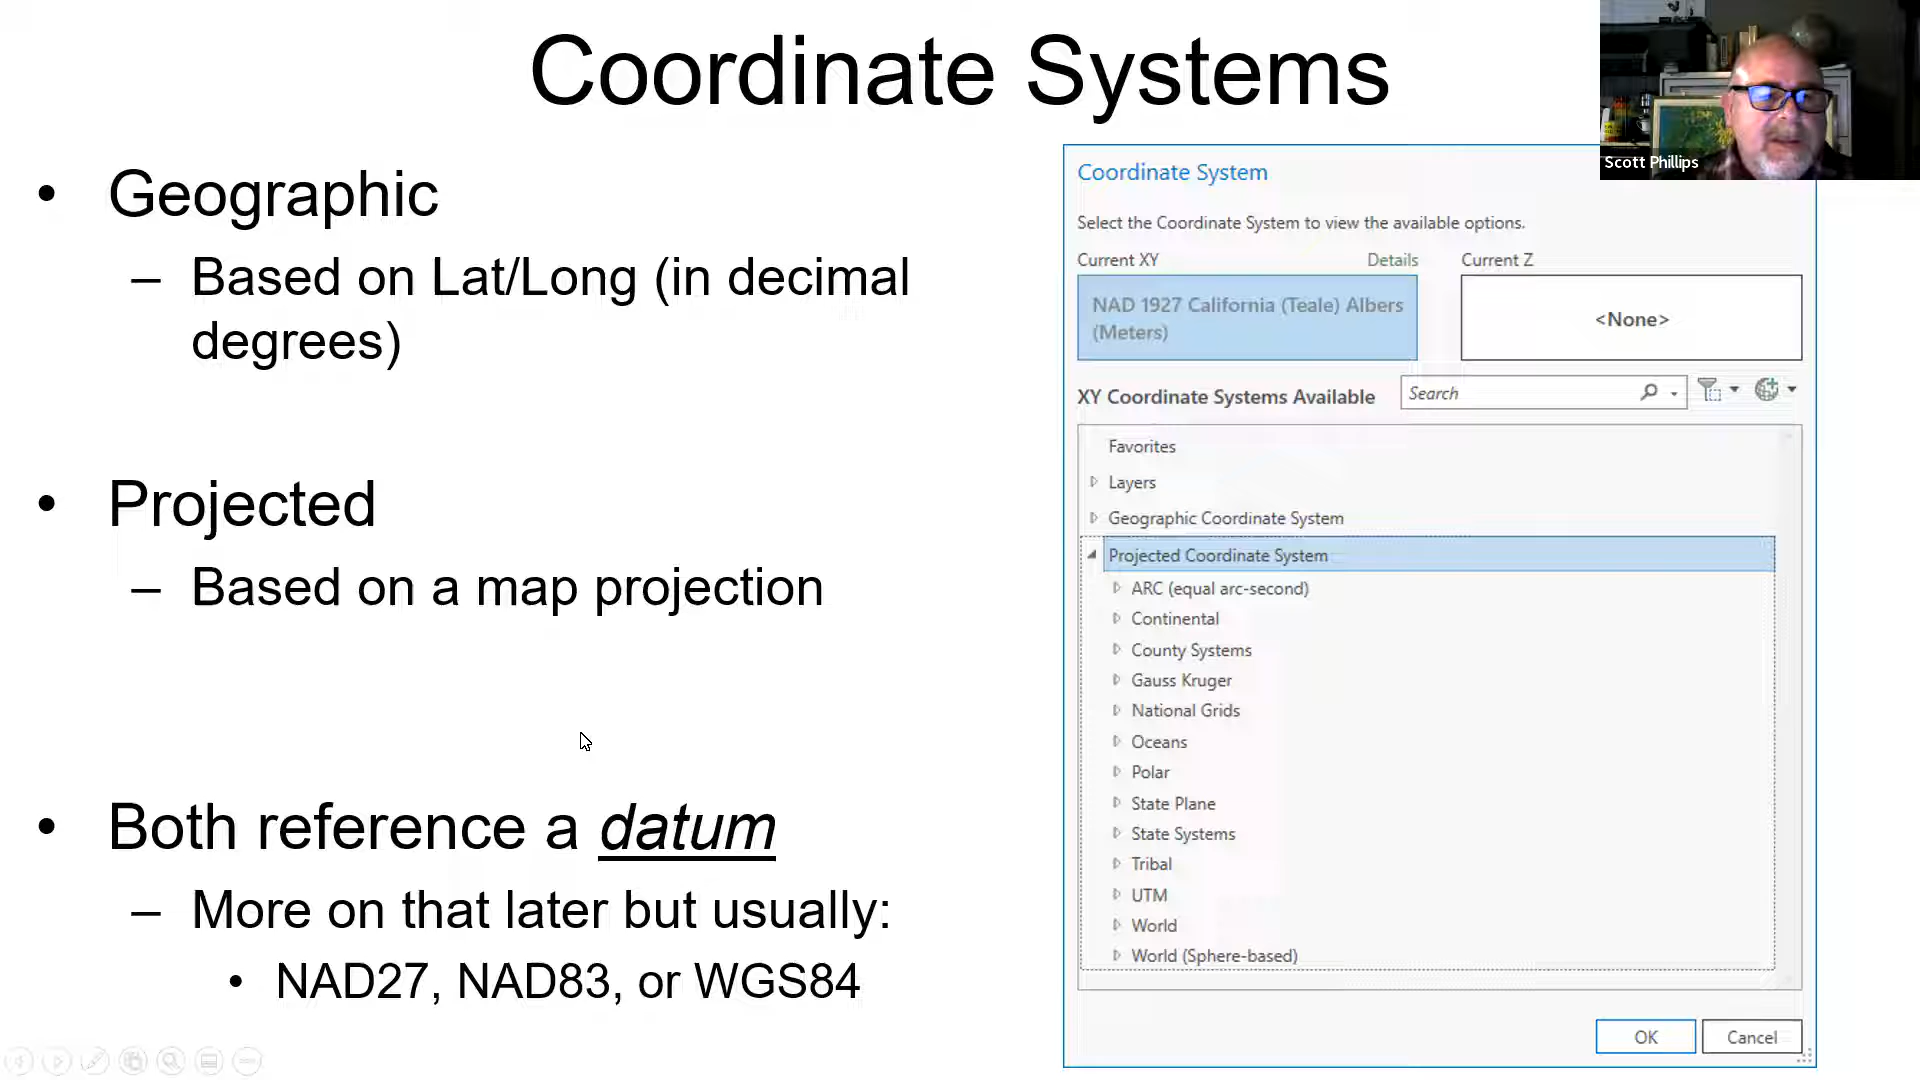 Coordinate Systems
• Geographic
– Based on Lat/Long (in decimal
degrees)
• Projected
– Based on a map projection
• Both reference a datum
– More on that later but usually:
• NAD27, NAD83, or WGS84
Scott Phillips
Coordinate System
Select the Coordinate System to view the available options.
Current XY Details Current Z
NAD 1927 California (Teale) Albers
(Meters)
<None>
XY Coordinate Systems Available Search
Favorites
Layers
Geographic Coordinate System
Projected Coordinate System
ARC (equal arc-second)
Continental
County Systems
Gauss Kruger
National Grids
Oceans
Polar
State Plane
State Systems
Tribal
UTM
World
World (Sphere-based)
OK Cancel